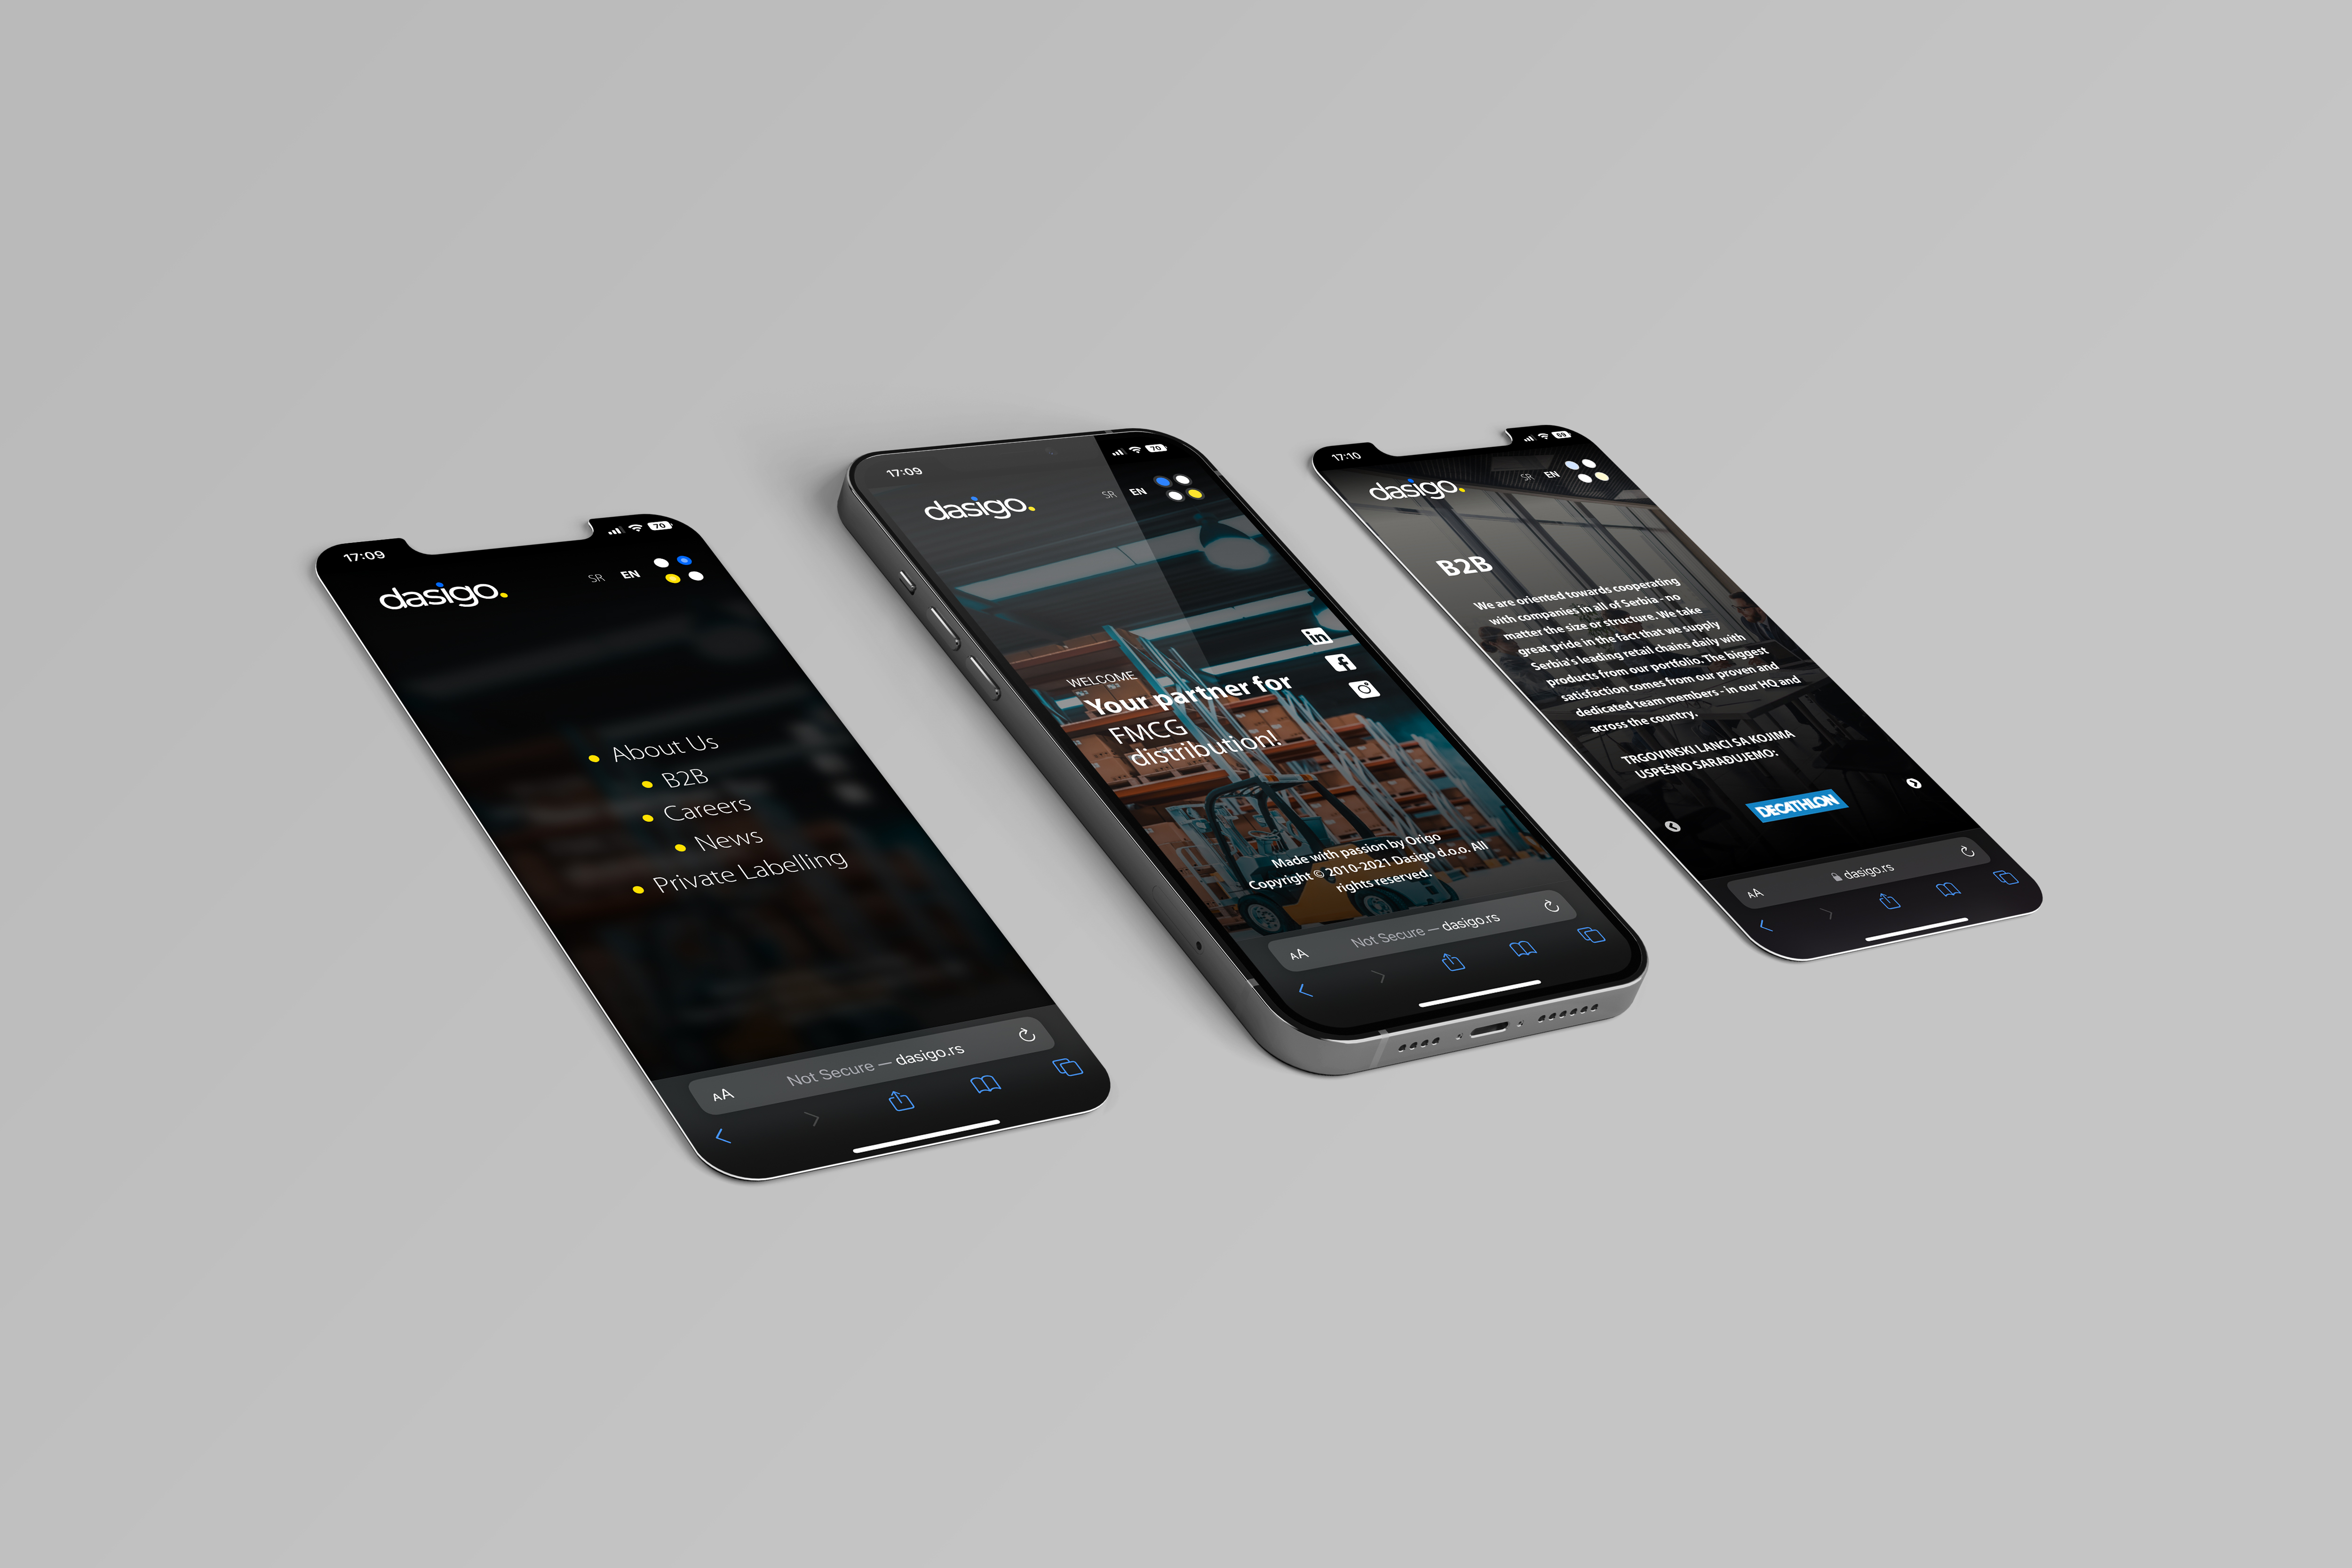 17:09
70
dasigo.
SR EN
About Us
B2B
Careers
News
Private Labelling
AA Not Secure — dasigo.rs
17:09
70
dasigo.
SR EN
in
f
WELCOME
Your partner for
FMCG
distribution!
Made with passion by Origo
Copyright © 2010-2021 Dasigo d.o.o. All
rights reserved.
AA Not Secure — dasigo.rs
17:10
69
dasigo.
SR EN
B2B
We are oriented towards cooperating
with companies in all of Serbia - no
matter the size or structure. We take
great pride in the fact that we supply
Serbia's leading retail chains daily with
products from our portfolio. The biggest
satisfaction comes from our proven and
dedicated team members - in our HQ and
across the country.
TRGOVINSKI LANCI SA KOJIMA
USPEŠNO SARAĐUJEMO:
DECATHLON
AA dasigo.rs